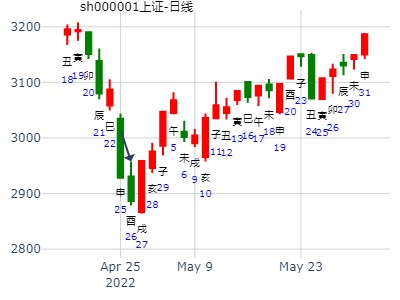 sh000001上证-日线
3200
3100
3000
2900
2800
丑
18
寅
19
卯
20
辰
21
巳
22
申
25
酉
26
戌
27
亥
28
子
29
午
5
未
6
申
9
亥
10
子
11
丑
12
寅
13
卯
16
午
17
未
18
申
19
酉
20
子
23
丑
24
寅
25
卯
26
辰
27
未
30
申
31
Apr 25
2022
May 9
May 23